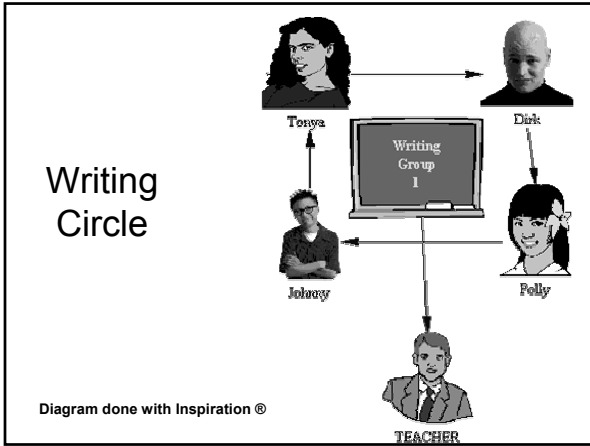 Tonya
Dirk
Writing
Group
1
Writing
Circle
Johnny
Polly
Diagram done with Inspiration ®
TEACHER